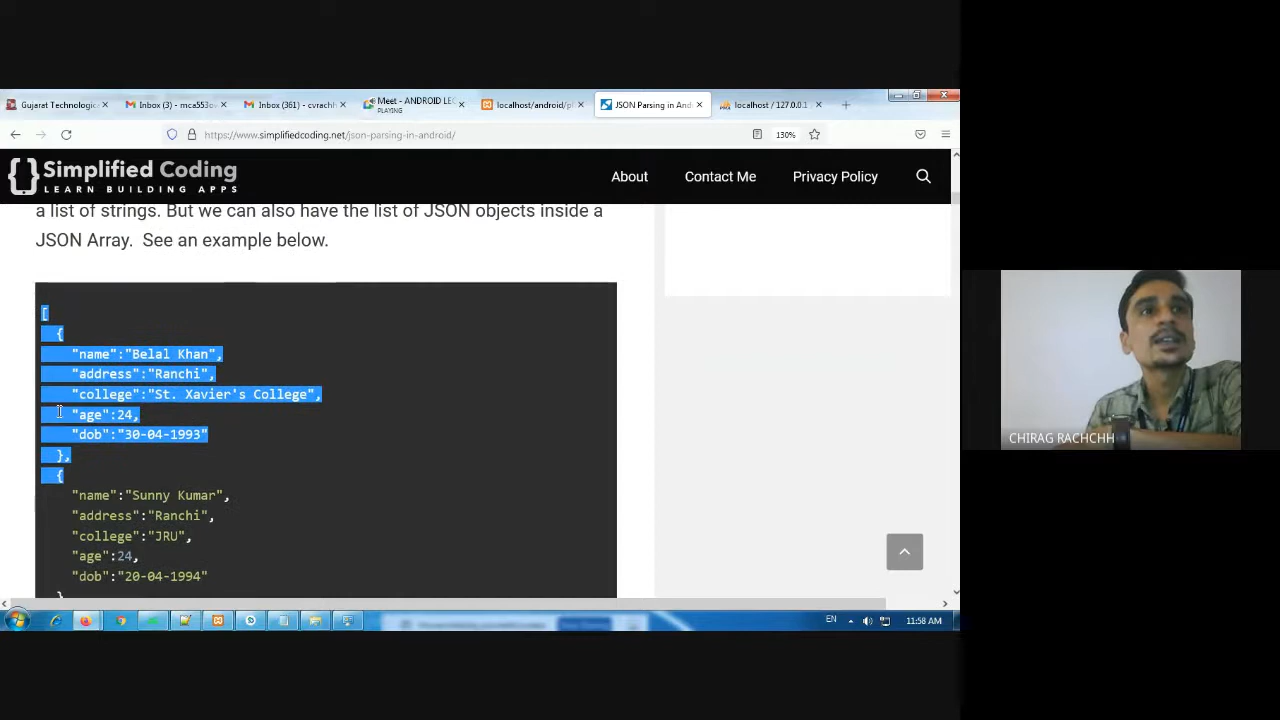 Gujarat Technologic
Inbox (3) - mca553o
Inbox (361) - cvrachh
Meet - ANDROID LEC
PLAYING
localhost/android/p
JSON Parsing in And
localhost / 127.0.0.1
https://www.simplifiedcoding.net/json-parsing-in-android/
130%
Simplified Coding
LEARN BUILDING APPS
About
Contact Me
Privacy Policy
a list of strings. But we can also have the list of JSON objects inside a
JSON Array. See an example below.
[
{
"name":"Belal Khan",
"address":"Ranchi",
"college":"St. Xavier's College",
"age":24,
"dob":"30-04-1993"
},
{
"name":"Sunny Kumar",
"address":"Ranchi",
"college":"JRU",
"age":24,
"dob":"20-04-1994"
}
CHIRAG RACHCHH
EN
11:58 AM